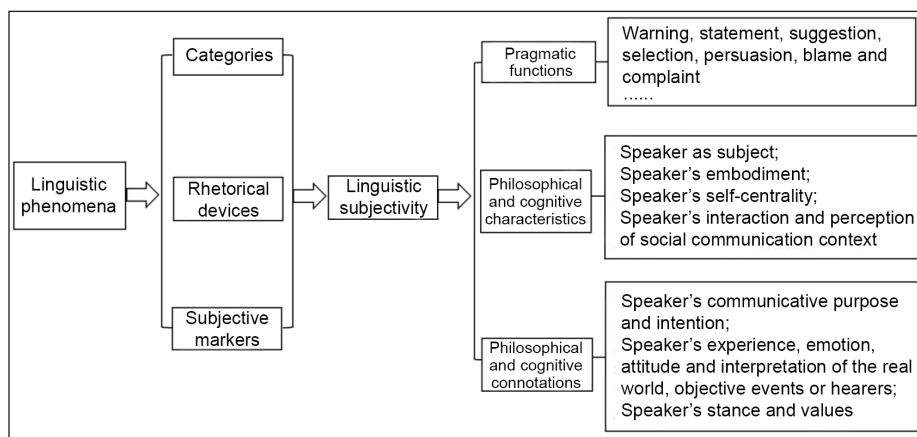 Linguistic
phenomena
Categories
Rhetorical
devices
Subjective
markers
Linguistic
subjectivity
Pragmatic
functions
Warning, statement, suggestion,
selection, persuasion, blame and
complaint
......
Philosophical
and cognitive
characteristics
Speaker as subject;
Speaker's embodiment;
Speaker's self-centrality;
Speaker's interaction and perception
of social communication context
Philosophical
and cognitive
connotations
Speaker's communicative purpose
and intention;
Speaker's experience, emotion,
attitude and interpretation of the real
world, objective events or hearers;
Speaker's stance and values